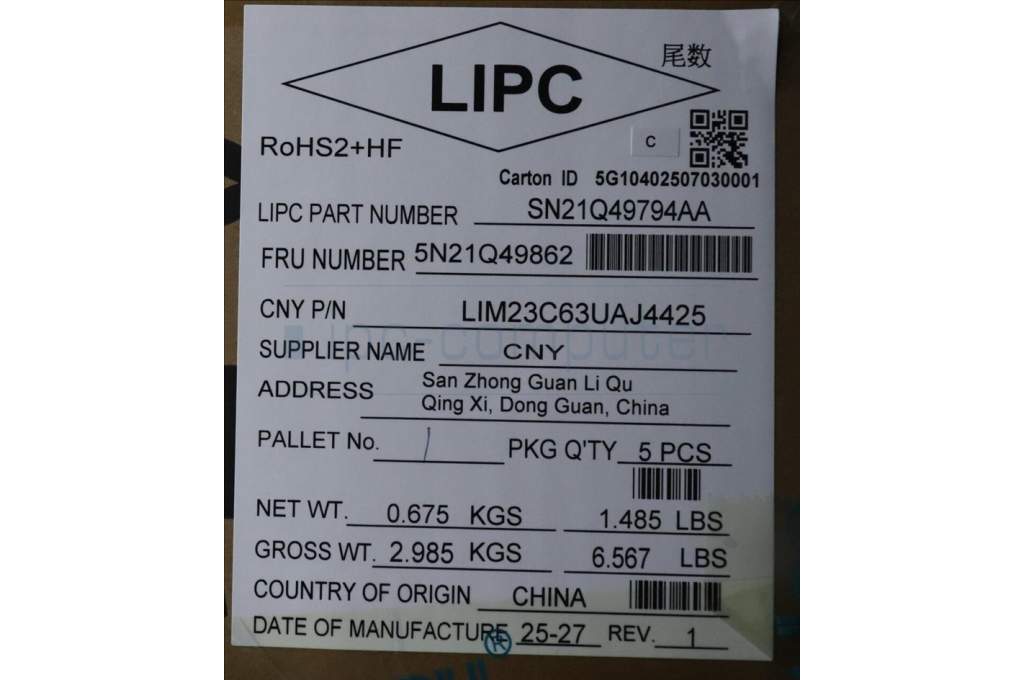 尾数
LIPC
C
RoHS2+HF
Carton ID 5G10402507030001
LIPC PART NUMBER SN21Q49794AA
FRU NUMBER 5N21Q49862
CNY P/N LIM23C63UAJ4425
ipc-computer
SUPPLIER NAME CNY
ADDRESS San Zhong Guan Li Qu
Qing Xi, Dong Guan, China
PALLET No. / PKG Q'TY 5 PCS
NET WT. 0.675 KGS 1.485 LBS
GROSS WT. 2.985 KGS 6.567 LBS
COUNTRY OF ORIGIN CHINA
DATE OF MANUFACTURE 25-27 REV. 1
®